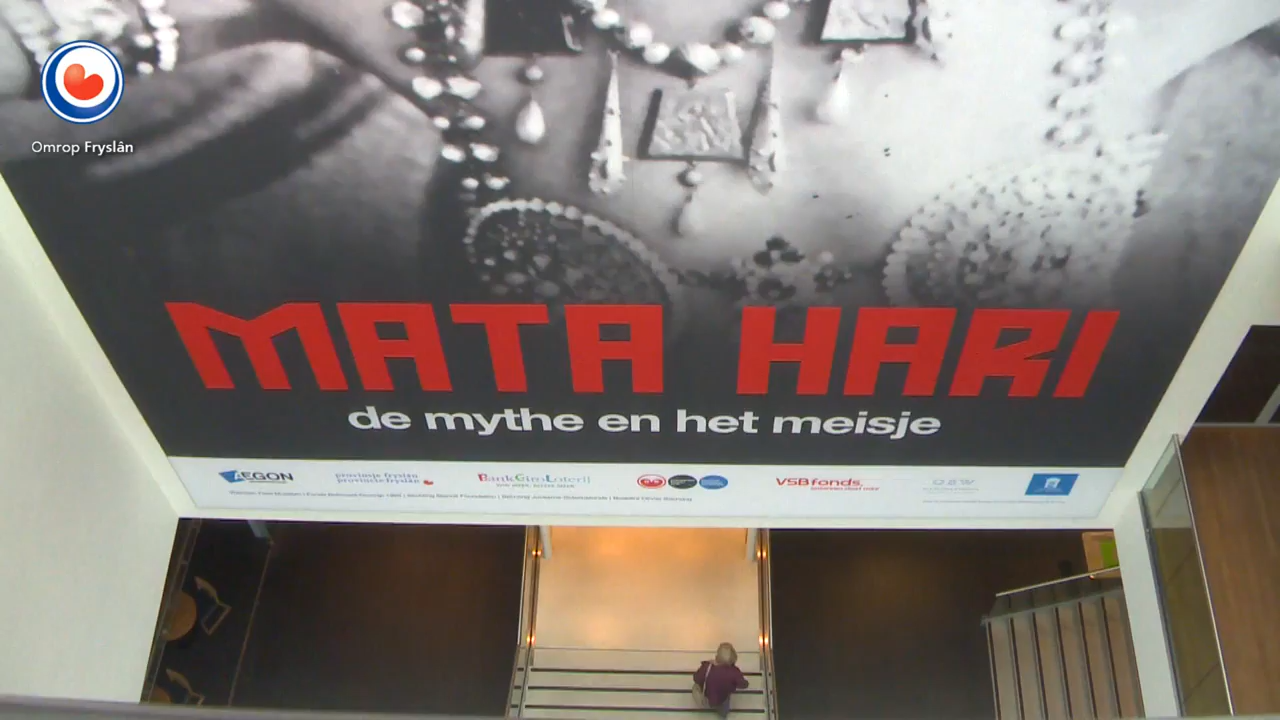 Omrop Fryslân
MATA HARI
de mythe en het meisje
AEGON
provinsje fryslân
provincie fryslân
BankGiroLoterij
VSBfonds,